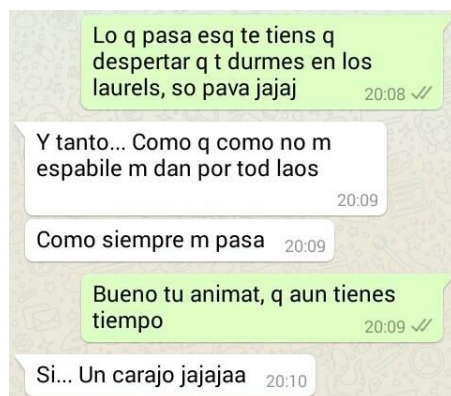 Lo q pasa esq te tiens q
despertar q t durmes en los
laurels, so pava jajaj
20:08
Y tanto... Como q como no m
espabile m dan por tod laos
20:09
Como siempre m pasa 20:09
Bueno tu animat, q aun tienes
tiempo
20:09
Si... Un carajo jajajaa 20:10